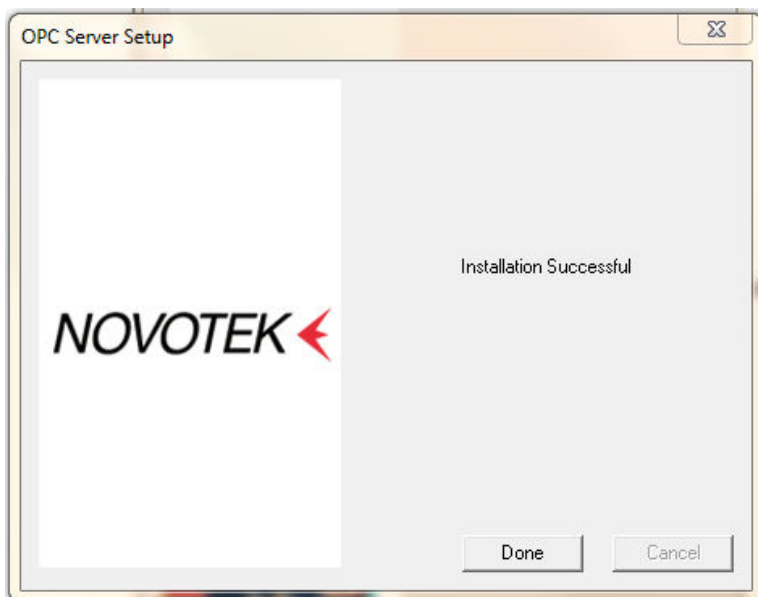 OPC Server Setup
Installation Successful
NOVOTEK
Done
Cancel